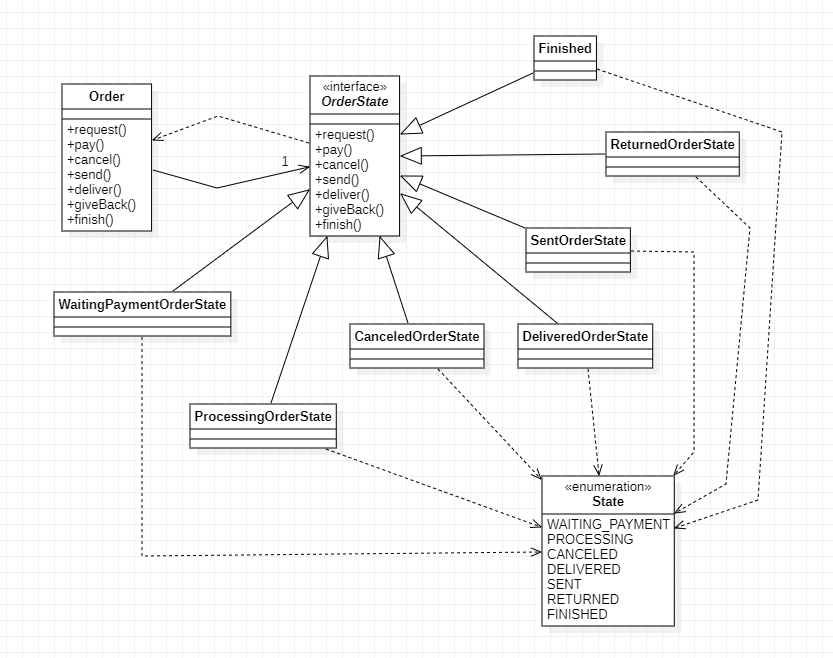 Finished
Order
+request()
+pay()
+cancel()
+send()
+deliver()
+giveBack()
+finish()
1
«interface»
OrderState
+request()
+pay()
+cancel()
+send()
+deliver()
+giveBack()
+finish()
ReturnedOrderState
SentOrderState
WaitingPaymentOrderState
CanceledOrderState
DeliveredOrderState
ProcessingOrderState
«enumeration»
State
WAITING_PAYMENT
PROCESSING
CANCELED
DELIVERED
SENT
RETURNED
FINISHED